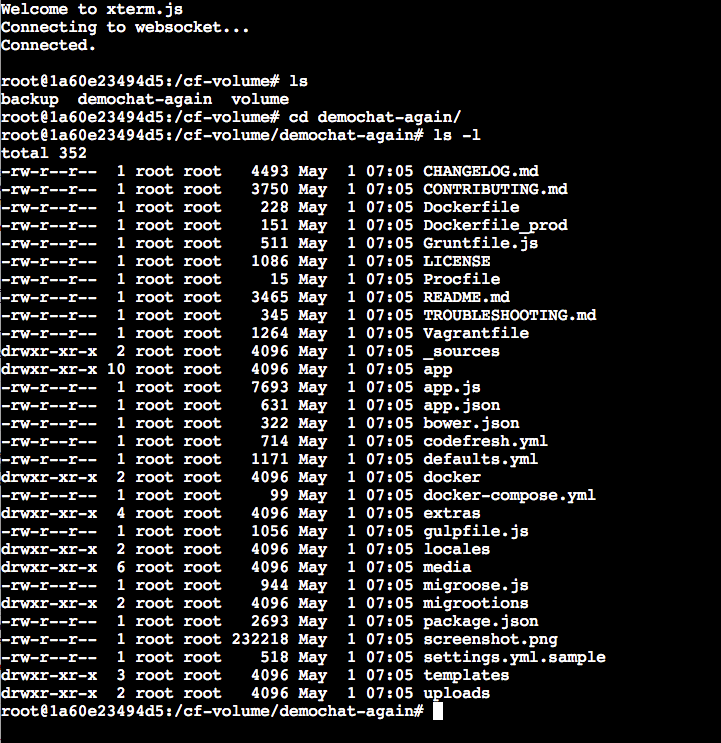 Welcome to xterm.js
Connecting to websocket...
Connected.
root@1a60e23494d5:/cf-volume# ls
backup  demochat-again  volume
root@1a60e23494d5:/cf-volume# cd demochat-again/
root@1a60e23494d5:/cf-volume/demochat-again# ls -l
total 352
-rw-r--r--  1 root root   4493 May  1 07:05 CHANGELOG.md
-rw-r--r--  1 root root   3750 May  1 07:05 CONTRIBUTING.md
-rw-r--r--  1 root root    228 May  1 07:05 Dockerfile
-rw-r--r--  1 root root    151 May  1 07:05 Dockerfile_prod
-rw-r--r--  1 root root    511 May  1 07:05 Gruntfile.js
-rw-r--r--  1 root root   1086 May  1 07:05 LICENSE
-rw-r--r--  1 root root     15 May  1 07:05 Procfile
-rw-r--r--  1 root root   3465 May  1 07:05 README.md
-rw-r--r--  1 root root    345 May  1 07:05 TROUBLESHOOTING.md
-rw-r--r--  1 root root   1264 May  1 07:05 Vagrantfile
drwxr-xr-x  2 root root   4096 May  1 07:05 _sources
drwxr-xr-x 10 root root   4096 May  1 07:05 app
-rw-r--r--  1 root root   7693 May  1 07:05 app.js
-rw-r--r--  1 root root    631 May  1 07:05 app.json
-rw-r--r--  1 root root    322 May  1 07:05 bower.json
-rw-r--r--  1 root root    714 May  1 07:05 codefresh.yml
-rw-r--r--  1 root root   1171 May  1 07:05 defaults.yml
drwxr-xr-x  2 root root   4096 May  1 07:05 docker
-rw-r--r--  1 root root     99 May  1 07:05 docker-compose.yml
drwxr-xr-x  4 root root   4096 May  1 07:05 extras
-rw-r--r--  1 root root   1056 May  1 07:05 gulpfile.js
drwxr-xr-x  2 root root   4096 May  1 07:05 locales
drwxr-xr-x  6 root root   4096 May  1 07:05 media
-rw-r--r--  1 root root    944 May  1 07:05 migroose.js
drwxr-xr-x  2 root root   4096 May  1 07:05 migrootions
-rw-r--r--  1 root root   2693 May  1 07:05 package.json
-rw-r--r--  1 root root 232218 May  1 07:05 screenshot.png
-rw-r--r--  1 root root    518 May  1 07:05 settings.yml.sample
drwxr-xr-x  3 root root   4096 May  1 07:05 templates
drwxr-xr-x  2 root root   4096 May  1 07:05 uploads
root@1a60e23494d5:/cf-volume/demochat-again#